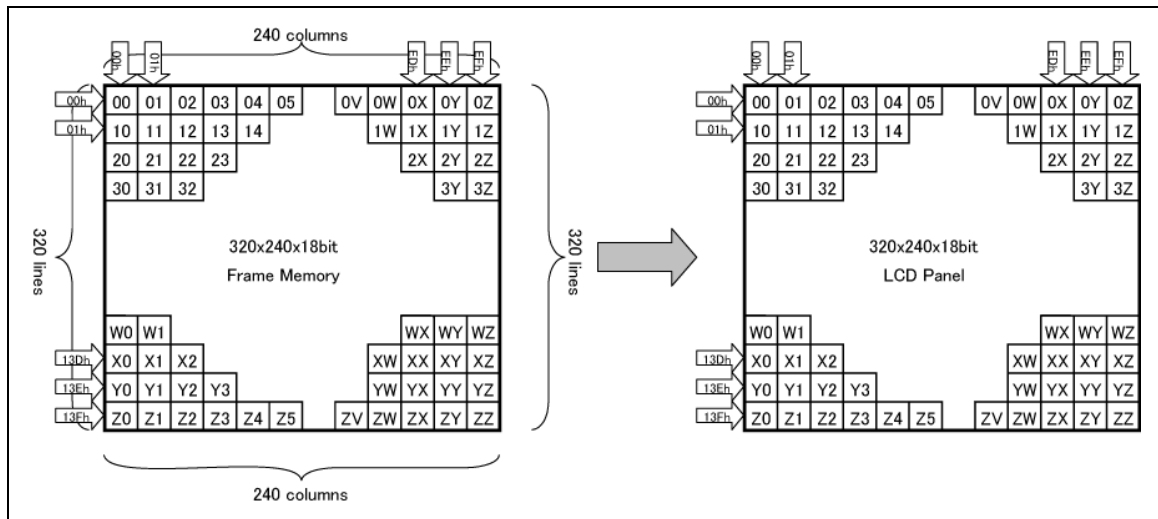 240 columns
00h 01h EDh EEh EFh 00h 01h EDh EEh EFh
00h 00 01 02 03 04 05 0V 0W 0X 0Y 0Z 00h 00 01 02 03 04 05 0V 0W 0X 0Y 0Z
01h 10 11 12 13 14 1W 1X 1Y 1Z 01h 10 11 12 13 14 1W 1X 1Y 1Z
20 21 22 23 2X 2Y 2Z 20 21 22 23 2X 2Y 2Z
30 31 32 3Y 3Z 30 31 32 3Y 3Z
320 lines 320x240x18bit 320 lines 320x240x18bit
Frame Memory LCD Panel
W0 W1 WX WY WZ W0 W1 WX WY WZ
13Dh X0 X1 X2 XW XX XY XZ 13Dh X0 X1 X2 XW XX XY XZ
13Eh Y0 Y1 Y2 Y3 YW YX YY YZ 13Eh Y0 Y1 Y2 Y3 YW YX YY YZ
13Fh Z0 Z1 Z2 Z3 Z4 Z5 ZV ZW ZX ZY ZZ 13Fh Z0 Z1 Z2 Z3 Z4 Z5 ZV ZW ZX ZY ZZ
240 columns